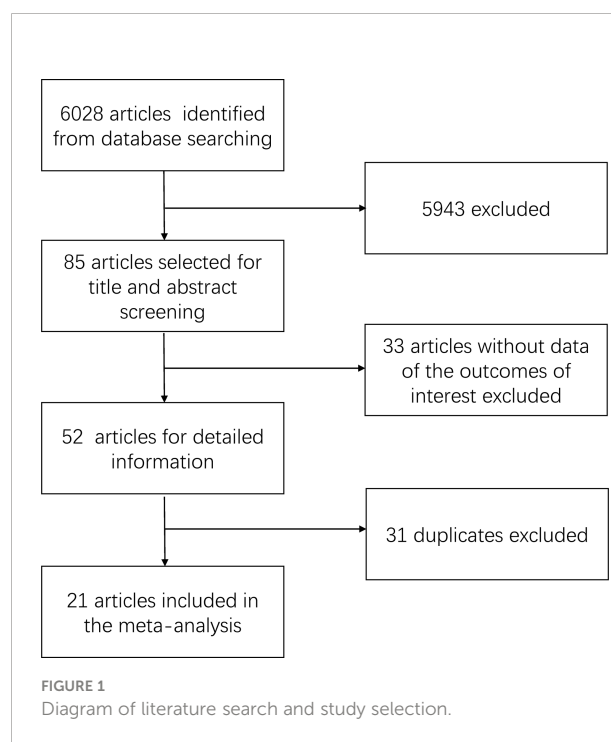 6028 articles identified
from database searching
5943 excluded
85 articles selected for
title and abstract
screening
33 articles without data
of the outcomes of
interest excluded
52 articles for detailed
information
31 duplicates excluded
21 articles included in
the meta-analysis
FIGURE 1
Diagram of literature search and study selection.